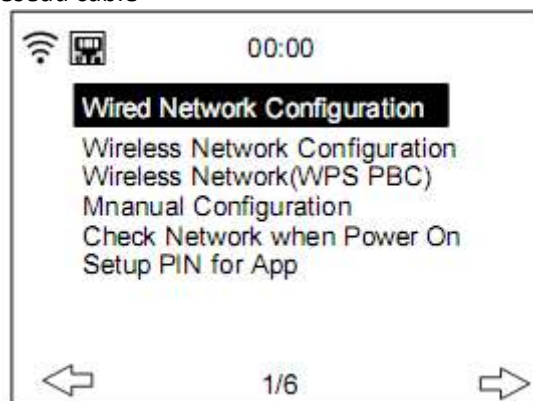 00:00
Wired Network Configuration
Wireless Network Configuration
Wireless Network(WPS PBC)
Mnanual Configuration
Check Network when Power On
Setup PIN for App
1/6